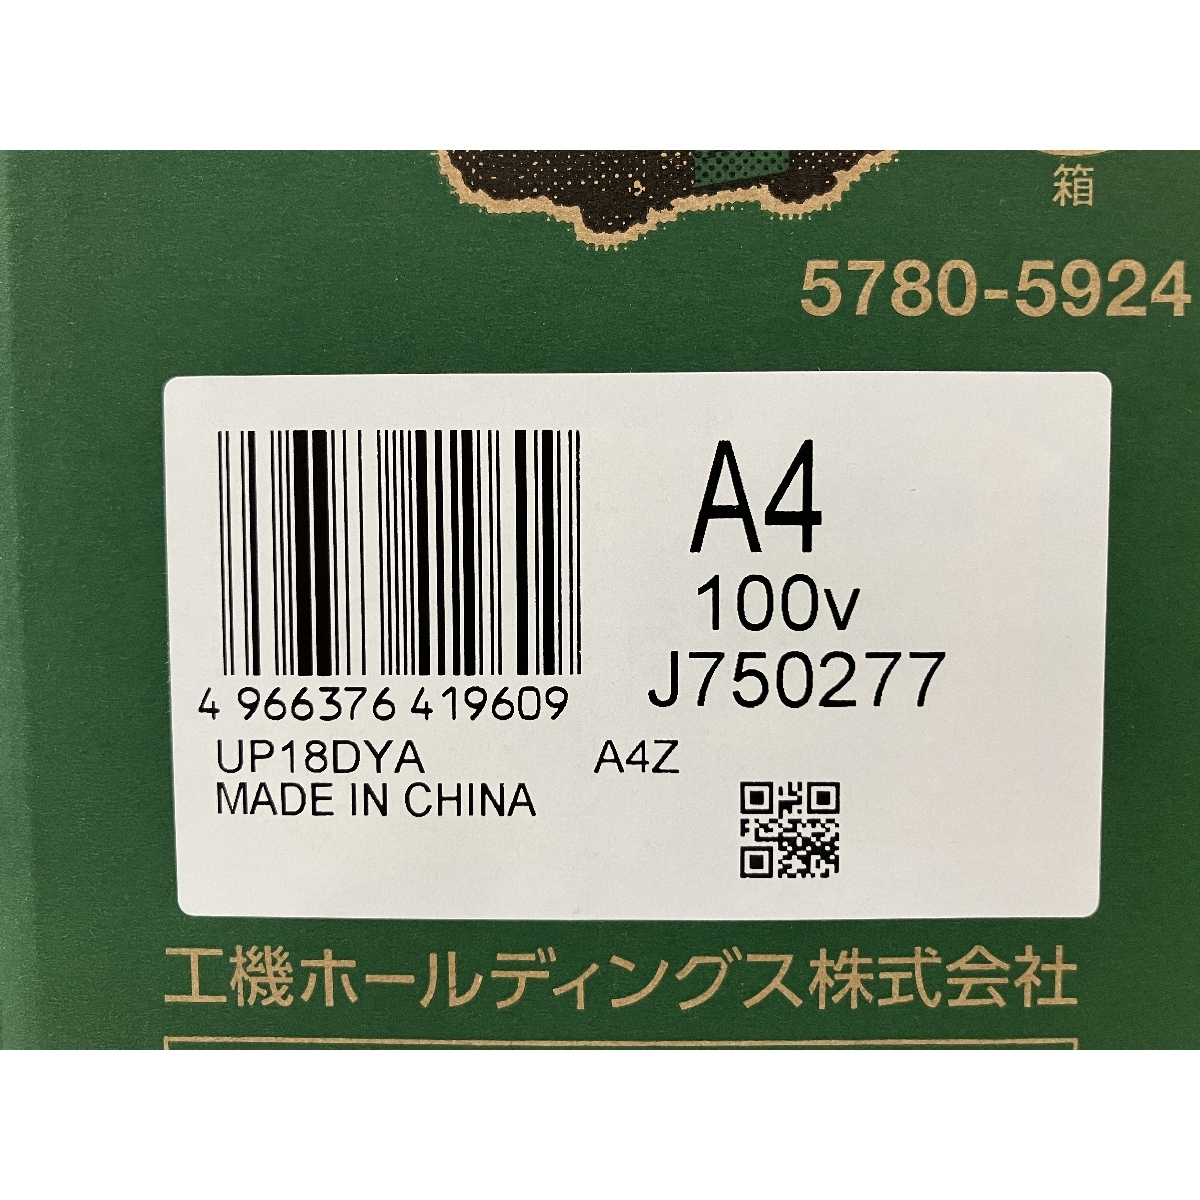 箱
5780-5924
A4
100v
J750277
4 966376 419609
UP18DYA A4Z
MADE IN CHINA
工機ホールディングス株式会社